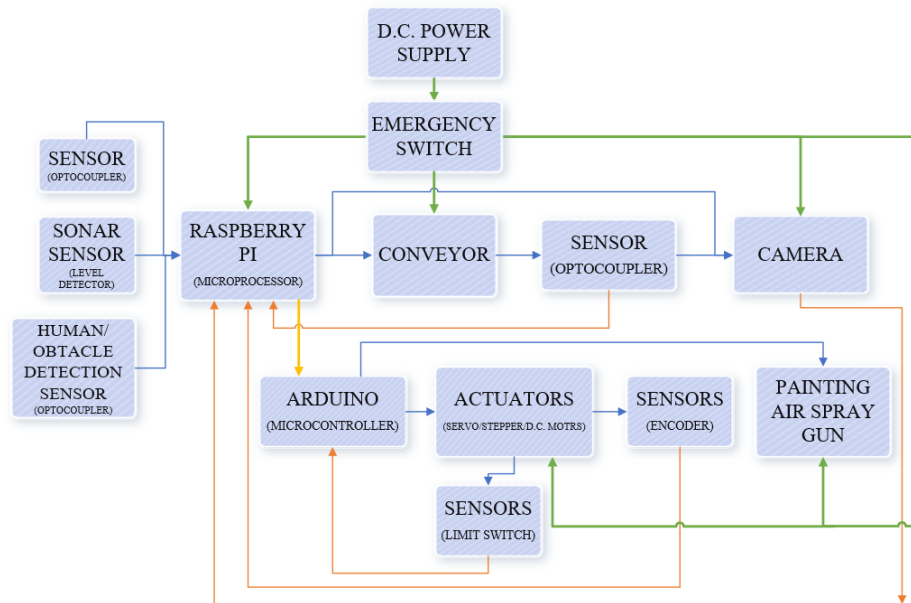 D.C. POWER
SUPPLY
EMERGENCY
SWITCH
SENSOR
(OPTOCOUPLER)
SONAR
SENSOR
(LEVEL
DETECTOR)
HUMAN/
OBTACLE
DETECTION
SENSOR
(OPTOCOUPLER)
RASPBERRY
PI
(MICROPROCESSOR)
CONVEYOR
SENSOR
(OPTOCOUPLER)
CAMERA
ARDUINO
(MICROCONTROLLER)
ACTUATORS
(SERVO/STEPPER/D.C. MOTRS)
SENSORS
(ENCODER)
PAINTING
AIR SPRAY
GUN
SENSORS
(LIMIT SWITCH)